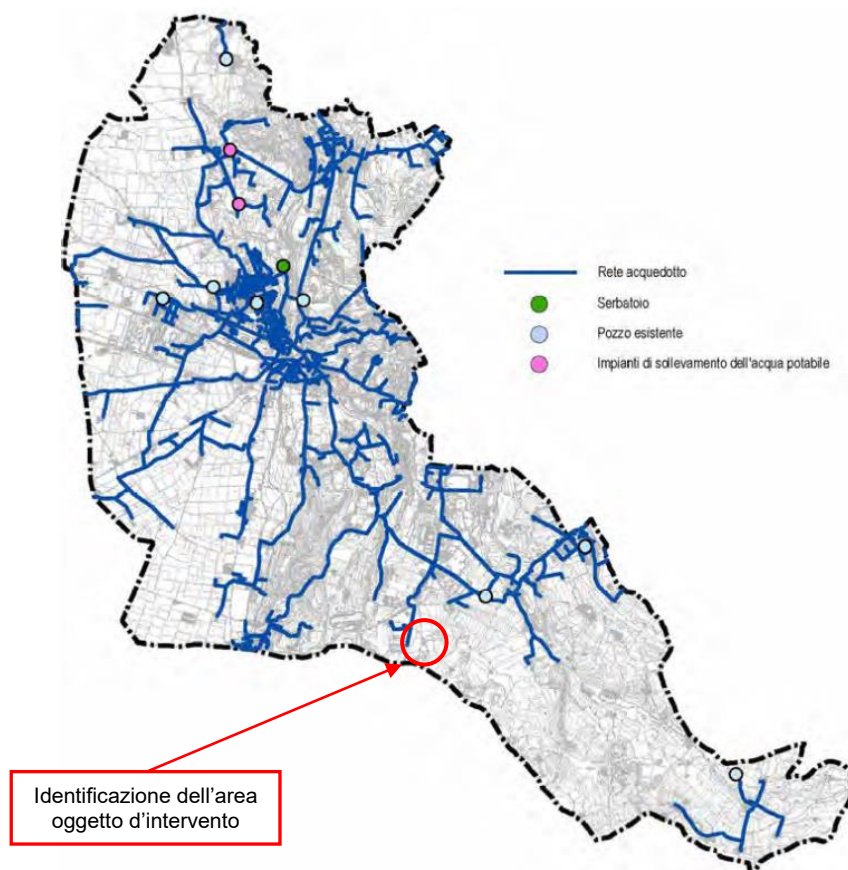 Rete acquedotto
Serbatoio
Pozzo esistente
Impianti di sollevamento dell'acqua potabile
Identificazione dell'area
oggetto d'intervento